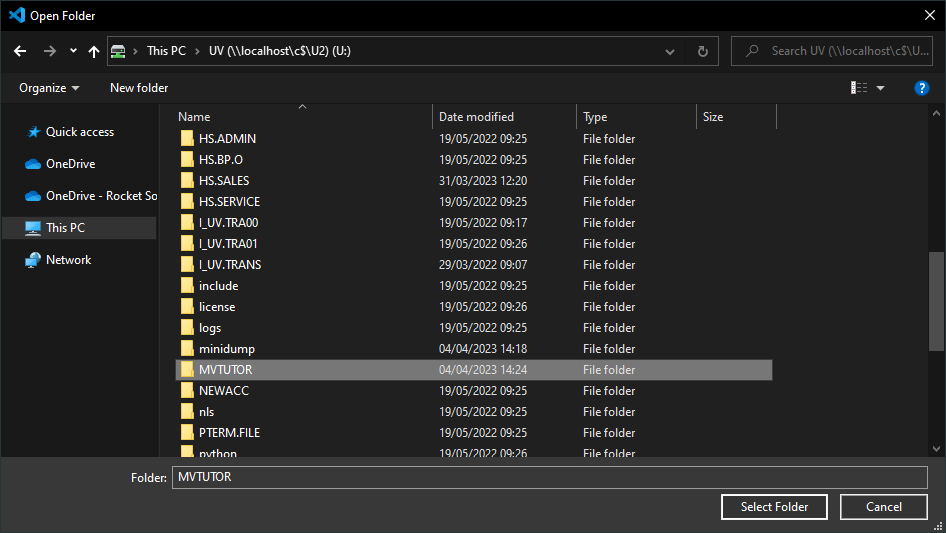 Open Folder
This PC > UV (\\localhost\c$\U2) (U:)
Search UV (\\localhost\c$\U...
Organize
New folder
?
Quick access
OneDrive
OneDrive - Rocket So
This PC
Network
Name Date modified Type Size
HS.ADMIN 19/05/2022 09:25 File folder
HS.BP.O 19/05/2022 09:25 File folder
HS.SALES 31/03/2023 12:20 File folder
HS.SERVICE 19/05/2022 09:25 File folder
I_UV.TRA00 19/05/2022 09:17 File folder
I_UV.TRA01 19/05/2022 09:26 File folder
I_UV.TRANS 29/03/2022 09:07 File folder
include 19/05/2022 09:25 File folder
license 19/05/2022 09:26 File folder
logs 19/05/2022 09:25 File folder
minidump 04/04/2023 14:18 File folder
MVTUTOR 04/04/2023 14:24 File folder
NEWACC 19/05/2022 09:25 File folder
nls 19/05/2022 09:25 File folder
PTERM.FILE 19/05/2022 09:25 File folder
python 19/05/2022 09:26 File folder
Folder: MVTUTOR
Select Folder Cancel